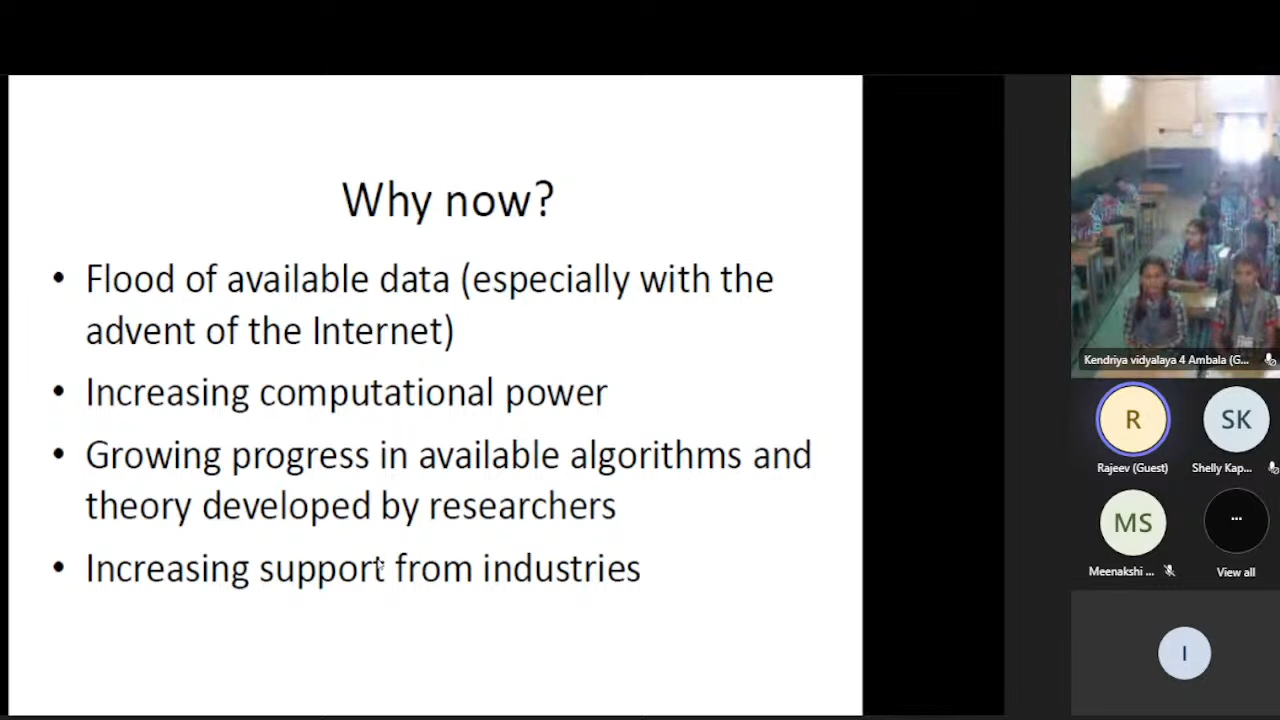 Why now?
• Flood of available data (especially with the
advent of the Internet)
• Increasing computational power
• Growing progress in available algorithms and
theory developed by researchers
• Increasing support from industries
Kendriya vidyalaya 4 Ambala (G...
R
SK
Rajeev (Guest)
Shelly Kap...
MS
...
Meenakshi ...
View all
I